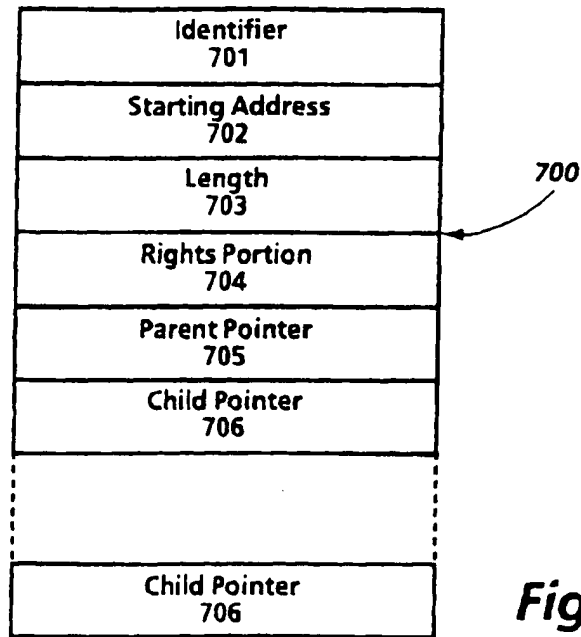 Identifier
701
Starting Address
702
Length
703
700
Rights Portion
704
Parent Pointer
705
Child Pointer
706
Child Pointer
706
Fig